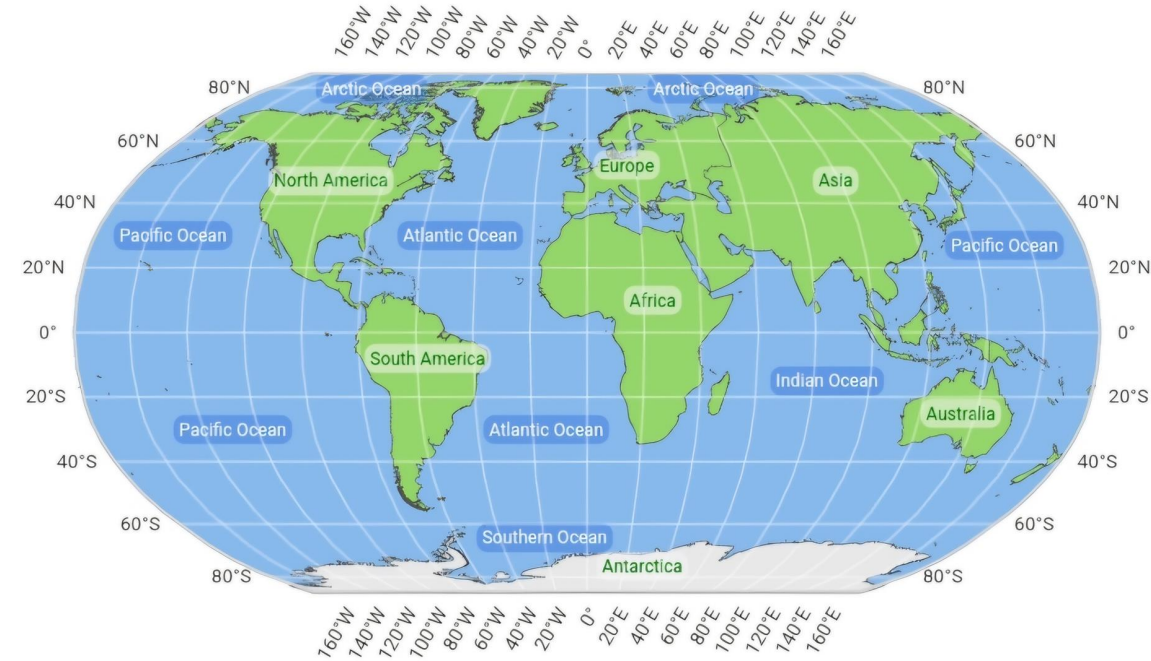 160°W 140°W 120°W 100°W 80°W 60°W 40°W 20°W 0° 20°E 40°E 60°E 80°E 100°E 120°E 140°E 160°E
80°N Arctic Ocean Arctic Ocean 80°N
60°N 60°N
Europe
North America Asia
40°N 40°N
Pacific Ocean Atlantic Ocean Pacific Ocean
20°N 20°N
Africa
0° 0°
South America
Indian Ocean
20°S 20°S
Australia
Pacific Ocean Atlantic Ocean
40°S 40°S
60°S 60°S
Southern Ocean
Antarctica
80°S 80°S
160°W 140°W 120°W 100°W 80°W 60°W 40°W 20°W 0° 20°E 40°E 60°E 80°E 100°E 120°E 140°E 160°E